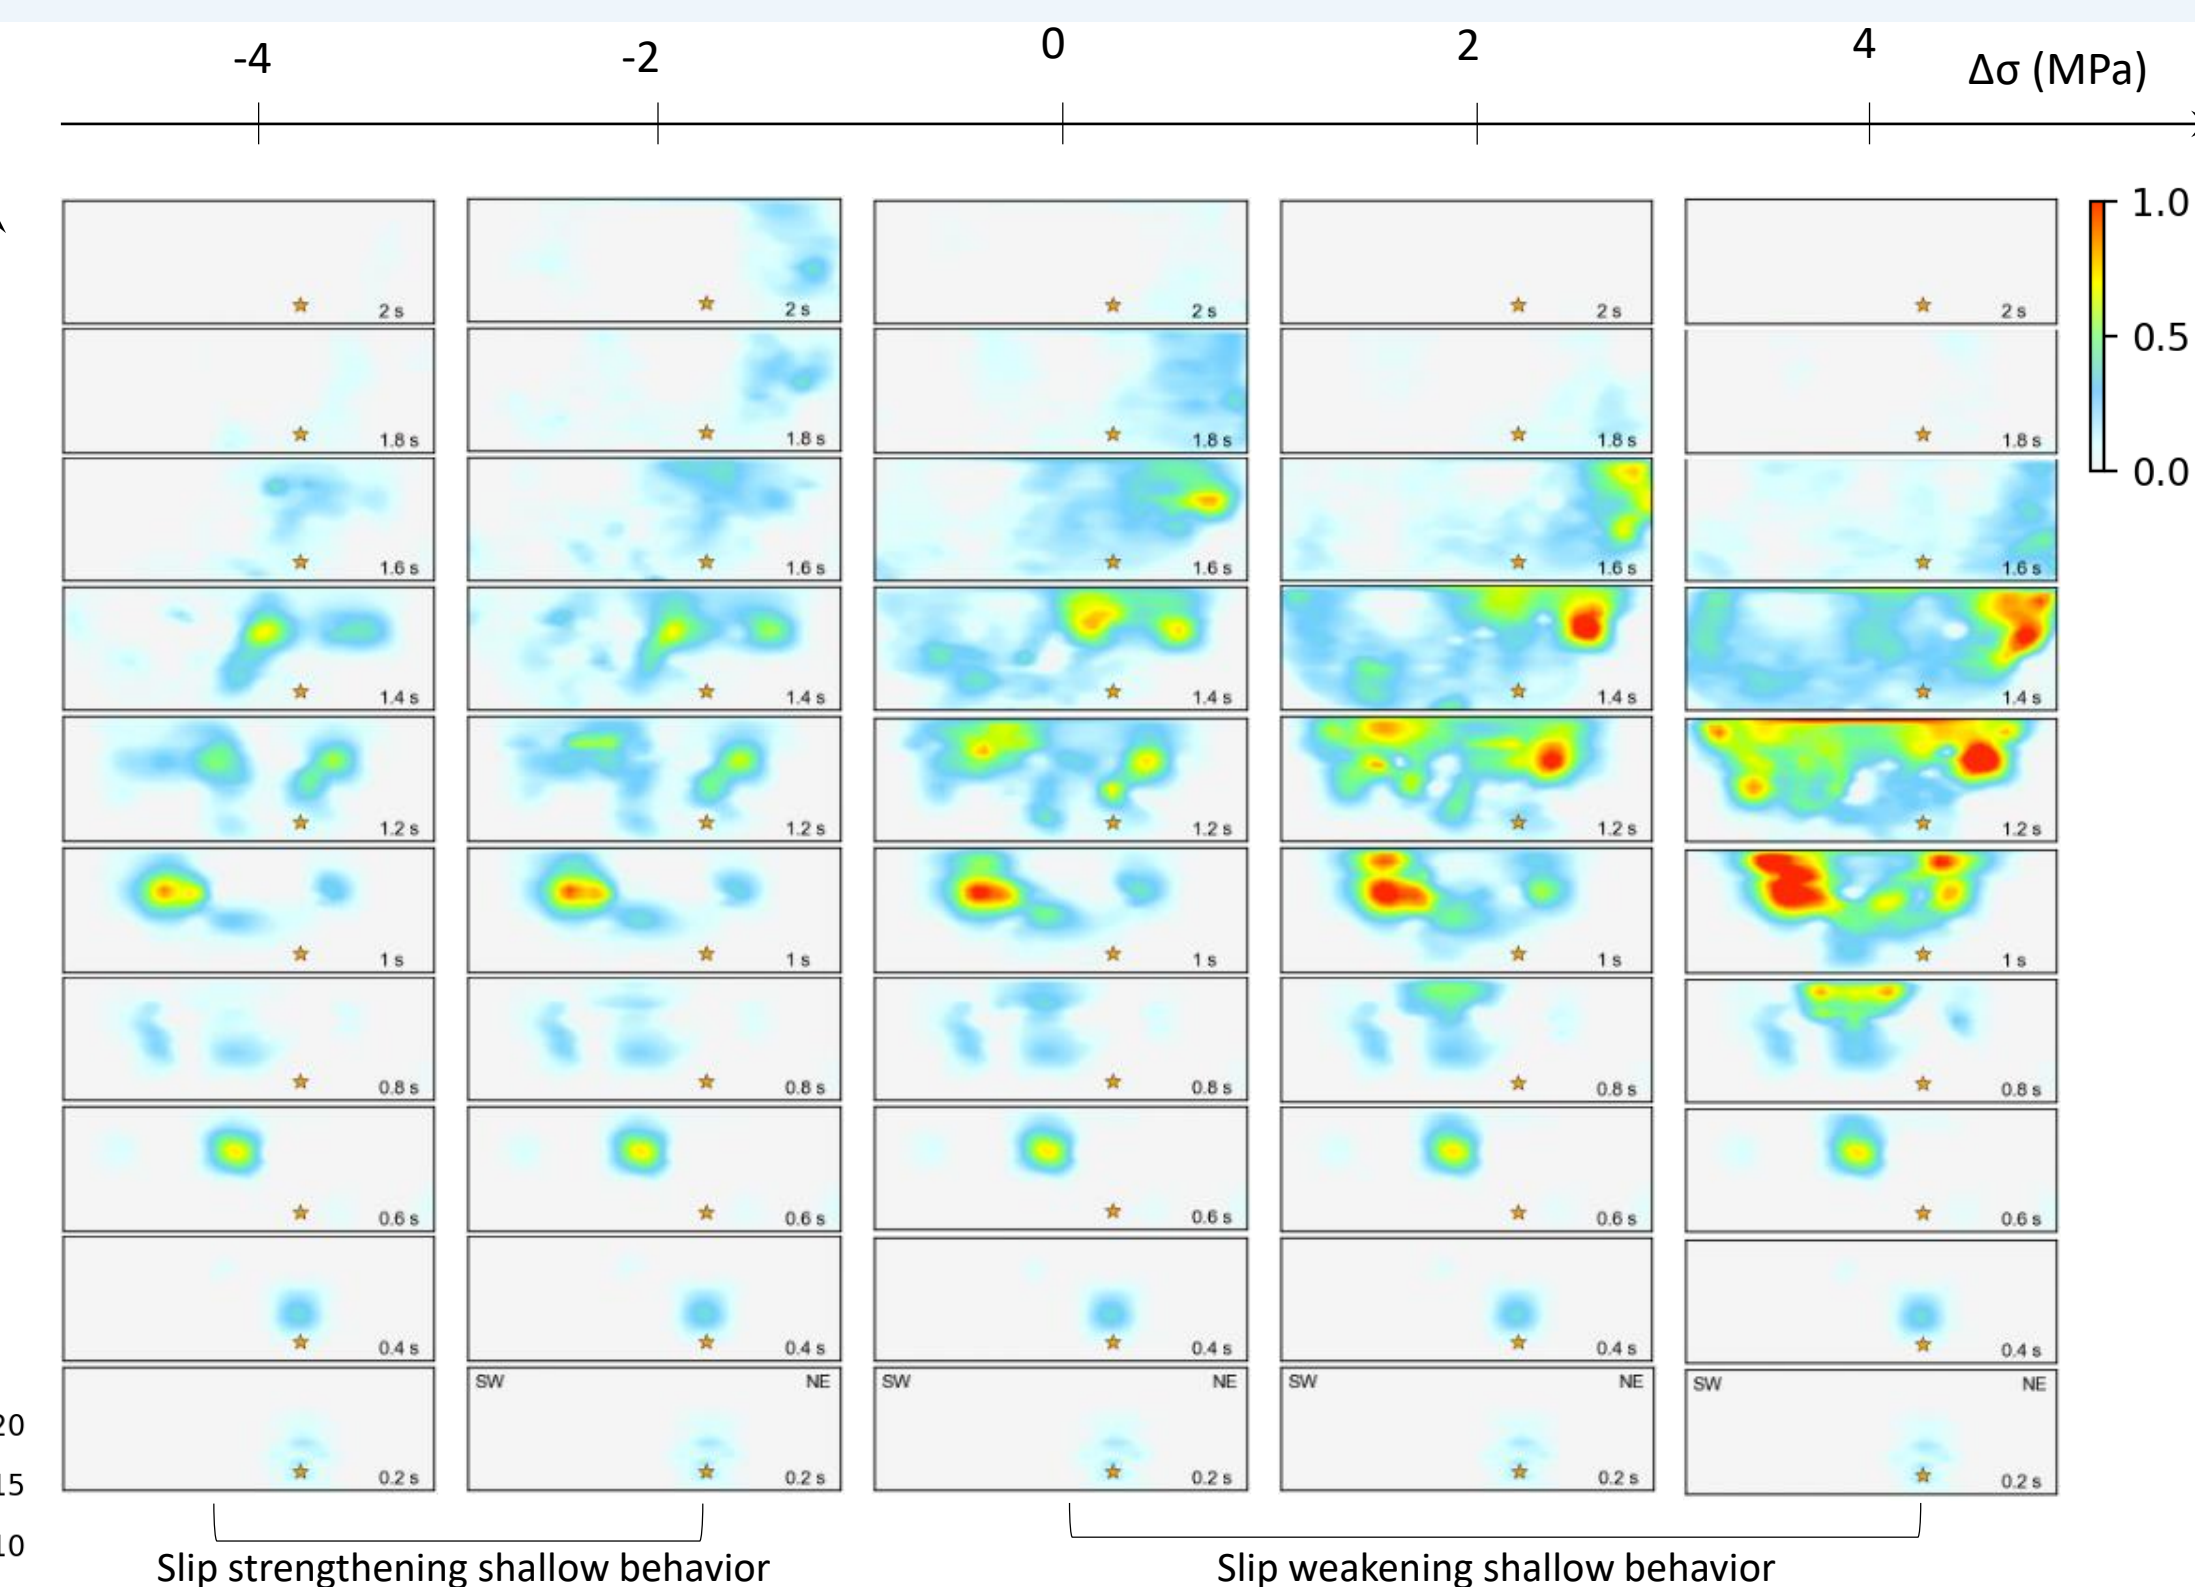 -4 -2 0 2 4 Δσ (MPa)
1.0
0.5
0.0
2 s 2 s 2 s 2 s 2 s
1.8 s 1.8 s 1.8 s 1.8 s 1.8 s
1.6 s 1.6 s 1.6 s 1.6 s 1.6 s
1.4 s 1.4 s 1.4 s 1.4 s 1.4 s
1.2 s 1.2 s 1.2 s 1.2 s 1.2 s
1 s 1 s 1 s 1 s 1 s
0.8 s 0.8 s 0.8 s 0.8 s 0.8 s
0.6 s 0.6 s 0.6 s 0.6 s 0.6 s
0.4 s 0.4 s 0.4 s 0.4 s 0.4 s
SW NE SW NE SW NE SW NE
20
0.2 s 0.2 s 0.2 s 0.2 s 0.2 s
15
10
Slip strengthening shallow behavior Slip weakening shallow behavior